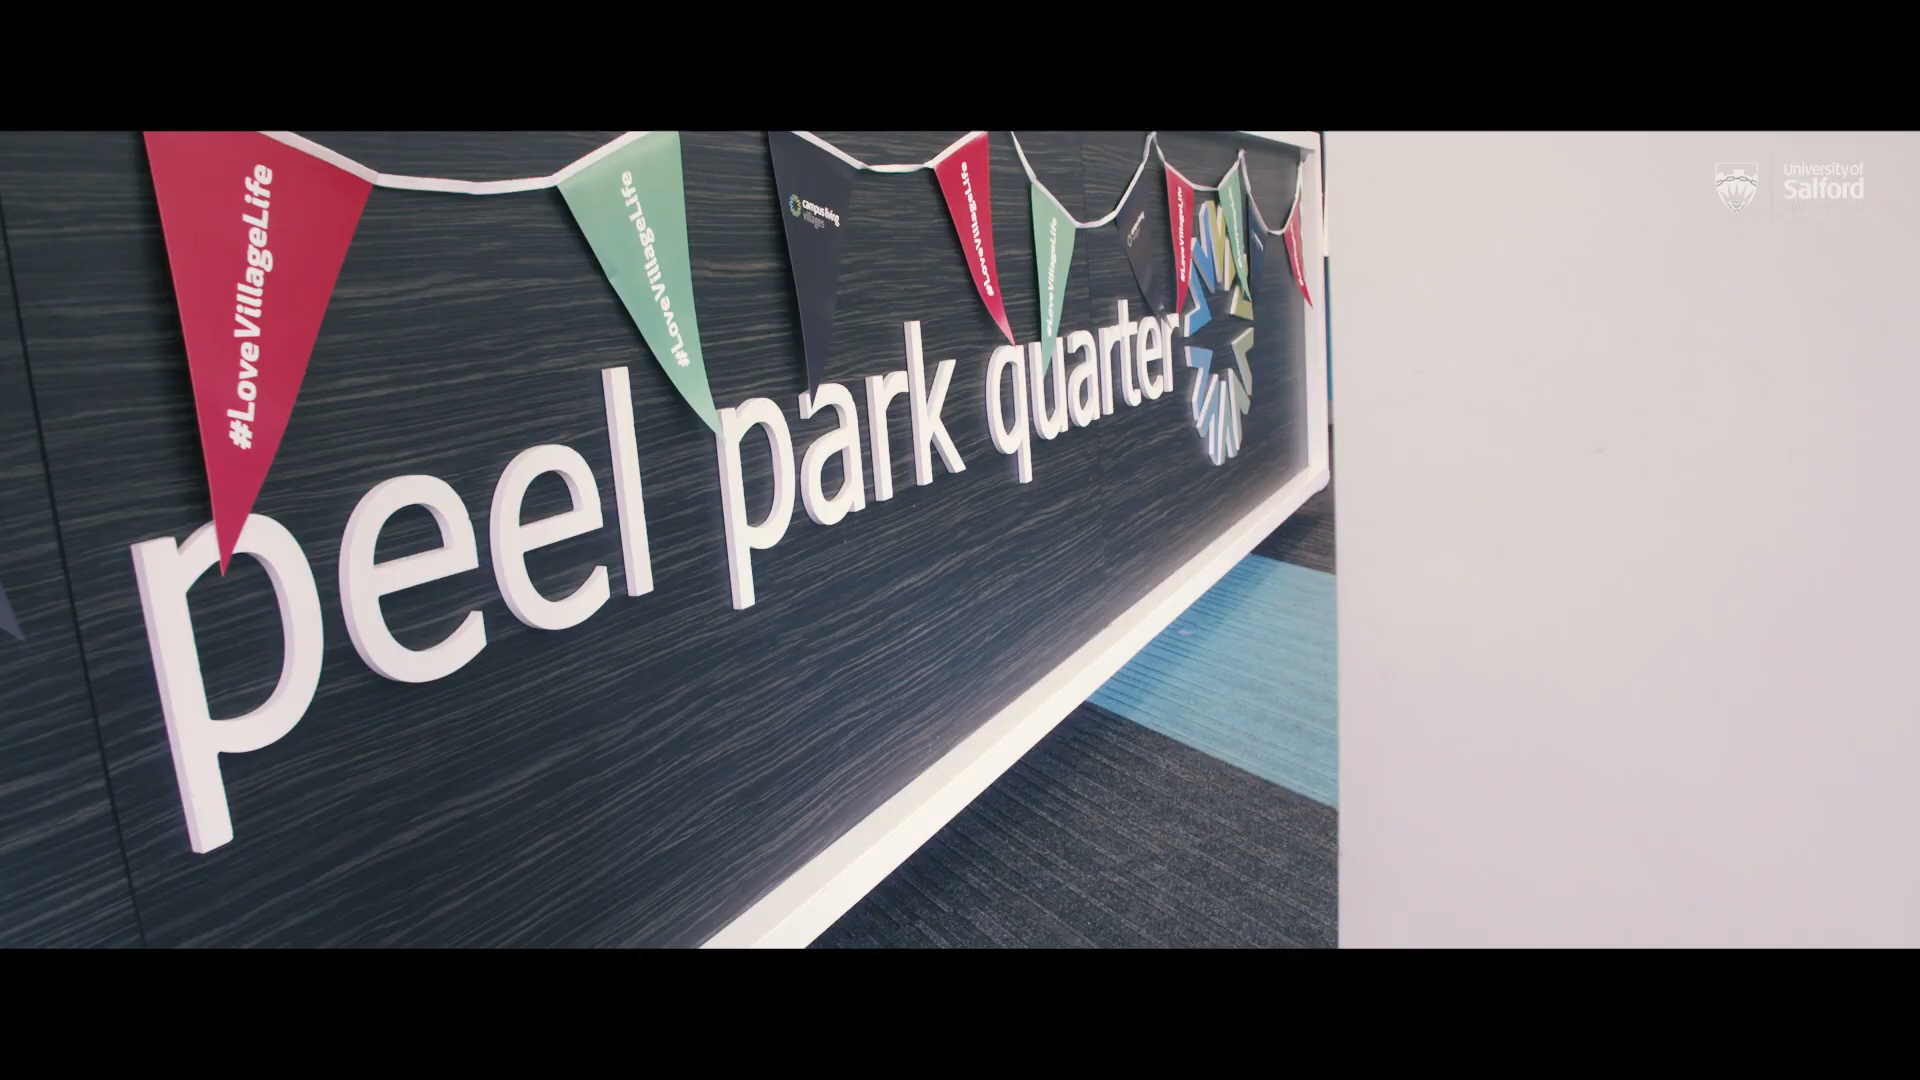 #LoveVillageLife
#LoveVillageLife
campus living
villages
#LoveVillageLife
#LoveVillageLife
#LoveVillageLife
peel park quarter
University of
Salford